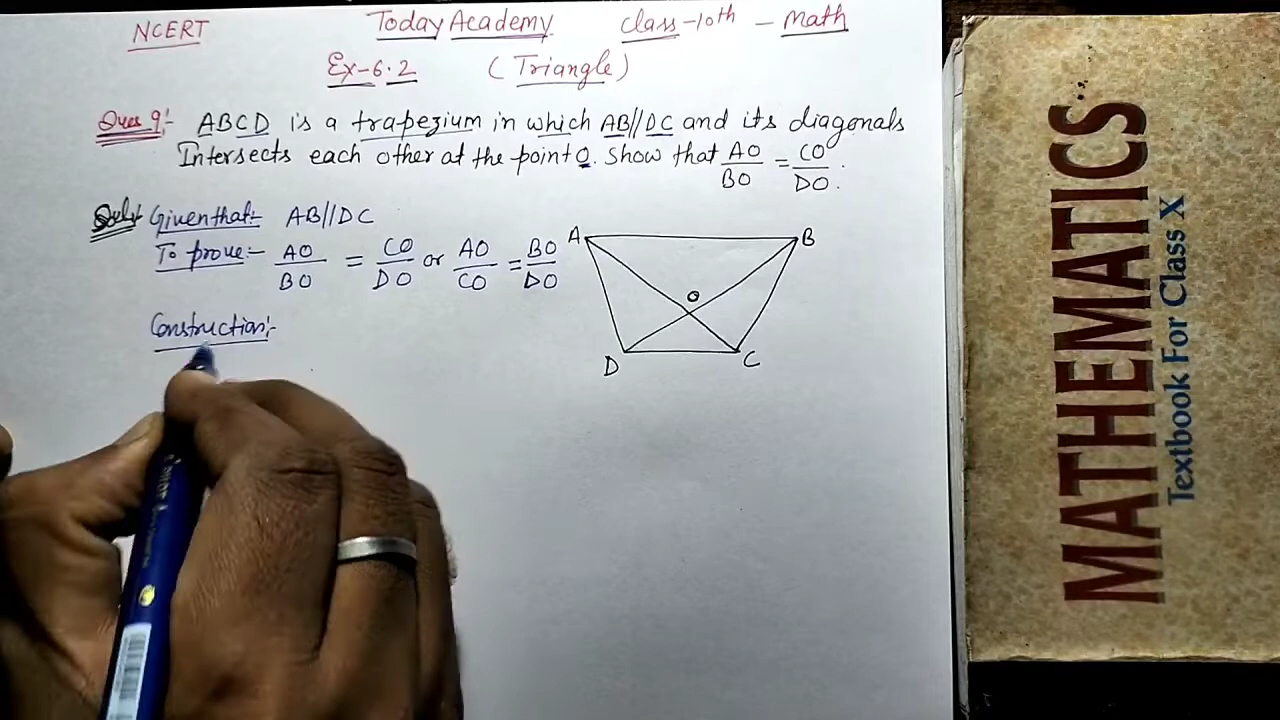 NCERT Today Academy class-10th - Math
Ex-6.2 (Triangle)
Ques 9:- ABCD is a trapezium in which AB//DC and its diagonals
Intersects each other at the point O. Show that AO/BO = CO/DO.
Soluⁿ Given that:- AB//DC
To prove:- AO/BO = CO/DO or AO/CO = BO/DO
Construction:-
A B
O
D C
MATHEMATICS
Textbook For Class X